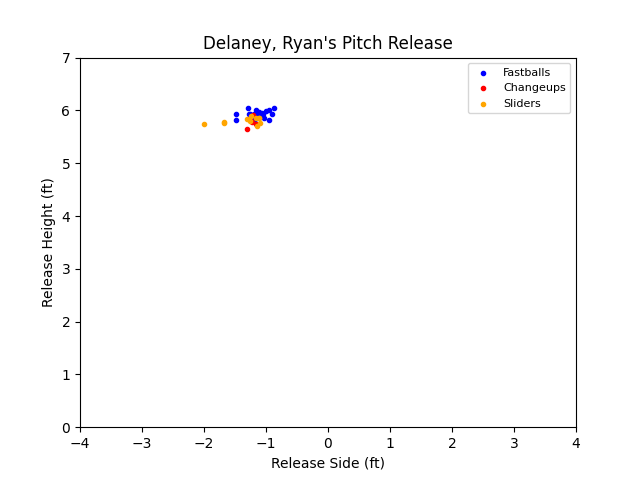 Delaney, Ryan's Pitch Release
Fastballs
Changeups
Sliders
Release Height (ft)
7
6
5
4
3
2
1
0
−4 −3 −2 −1 0 1 2 3 4
Release Side (ft)